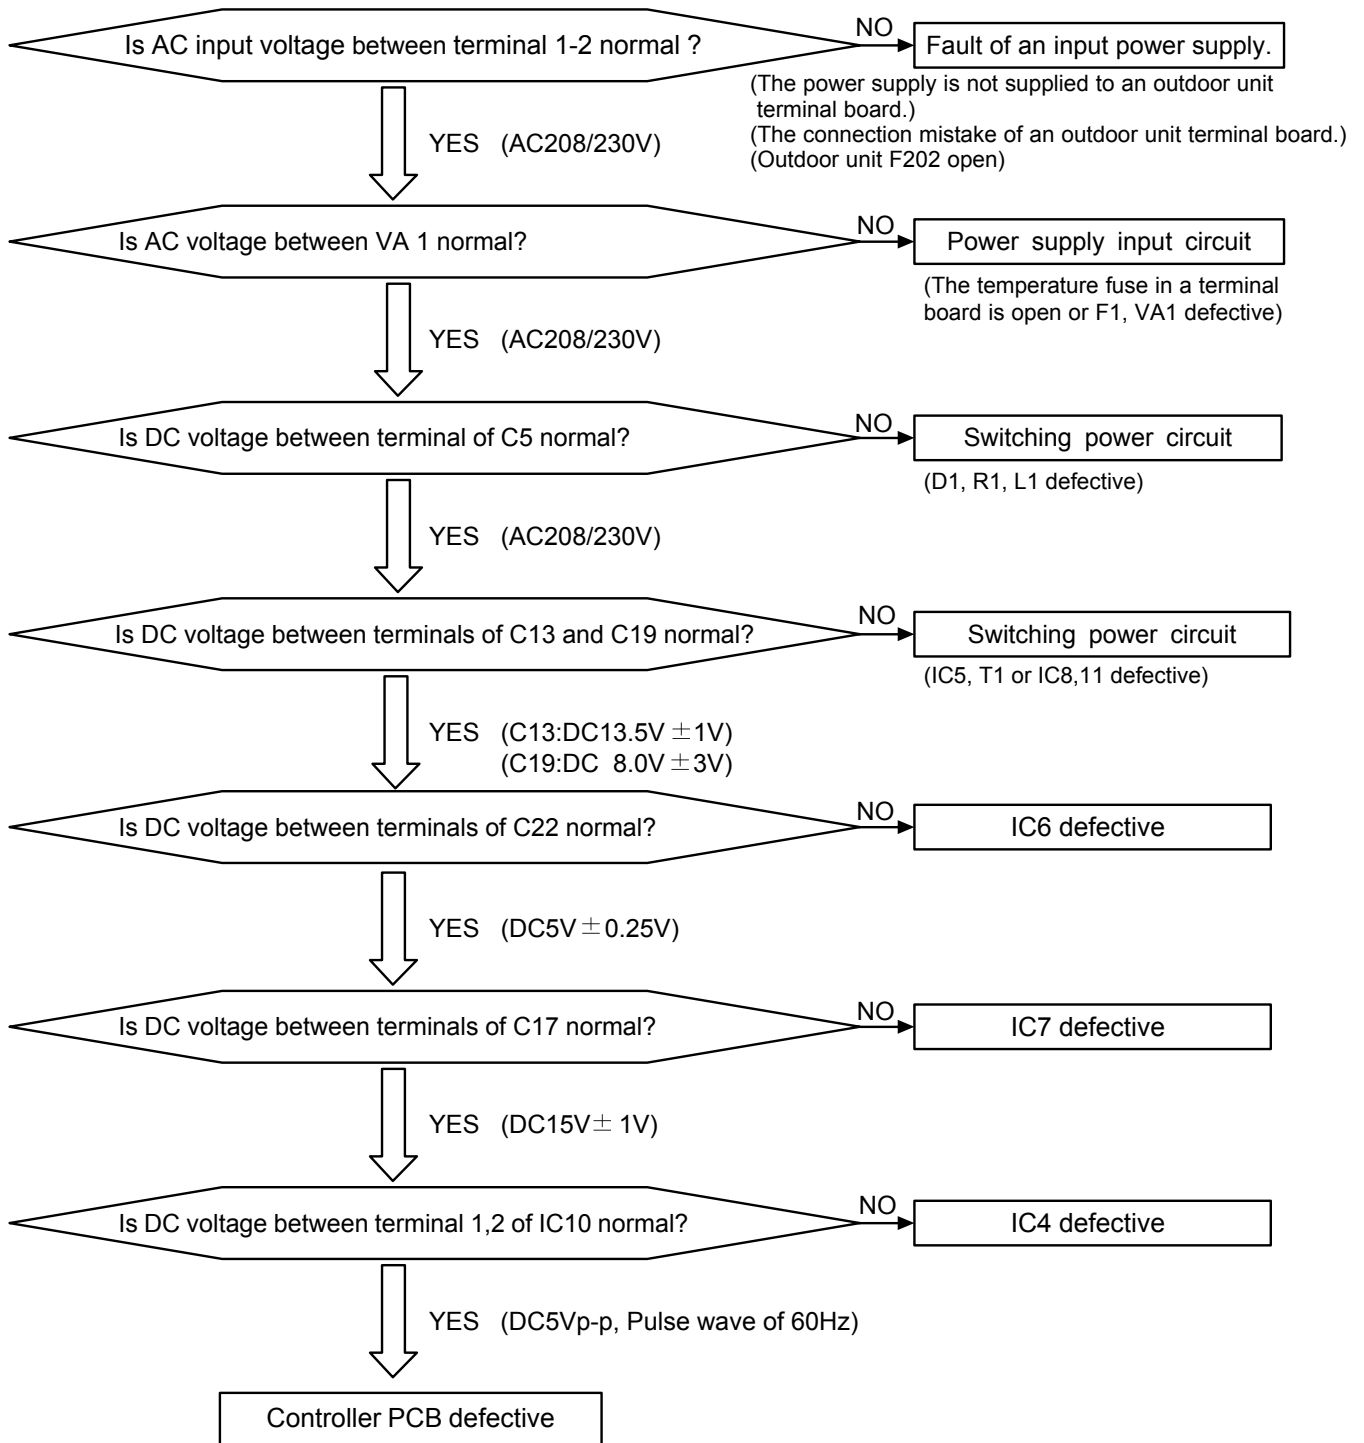 Is AC input voltage between terminal 1-2 normal ?
NO
Fault of an input power supply.
(The power supply is not supplied to an outdoor unit
terminal board.)
(The connection mistake of an outdoor unit terminal board.)
(Outdoor unit F202 open)
YES (AC208/230V)
Is AC voltage between VA 1 normal?
NO
Power supply input circuit
(The temperature fuse in a terminal
board is open or F1, VA1 defective)
YES (AC208/230V)
Is DC voltage between terminal of C5 normal?
NO
Switching power circuit
(D1, R1, L1 defective)
YES (AC208/230V)
Is DC voltage between terminals of C13 and C19 normal?
NO
Switching power circuit
(IC5, T1 or IC8,11 defective)
YES (C13:DC13.5V ±1V)
(C19:DC 8.0V ±3V)
Is DC voltage between terminals of C22 normal?
NO
IC6 defective
YES (DC5V ±0.25V)
Is DC voltage between terminals of C17 normal?
NO
IC7 defective
YES (DC15V± 1V)
Is DC voltage between terminal 1,2 of IC10 normal?
NO
IC4 defective
YES (DC5Vp-p, Pulse wave of 60Hz)
Controller PCB defective